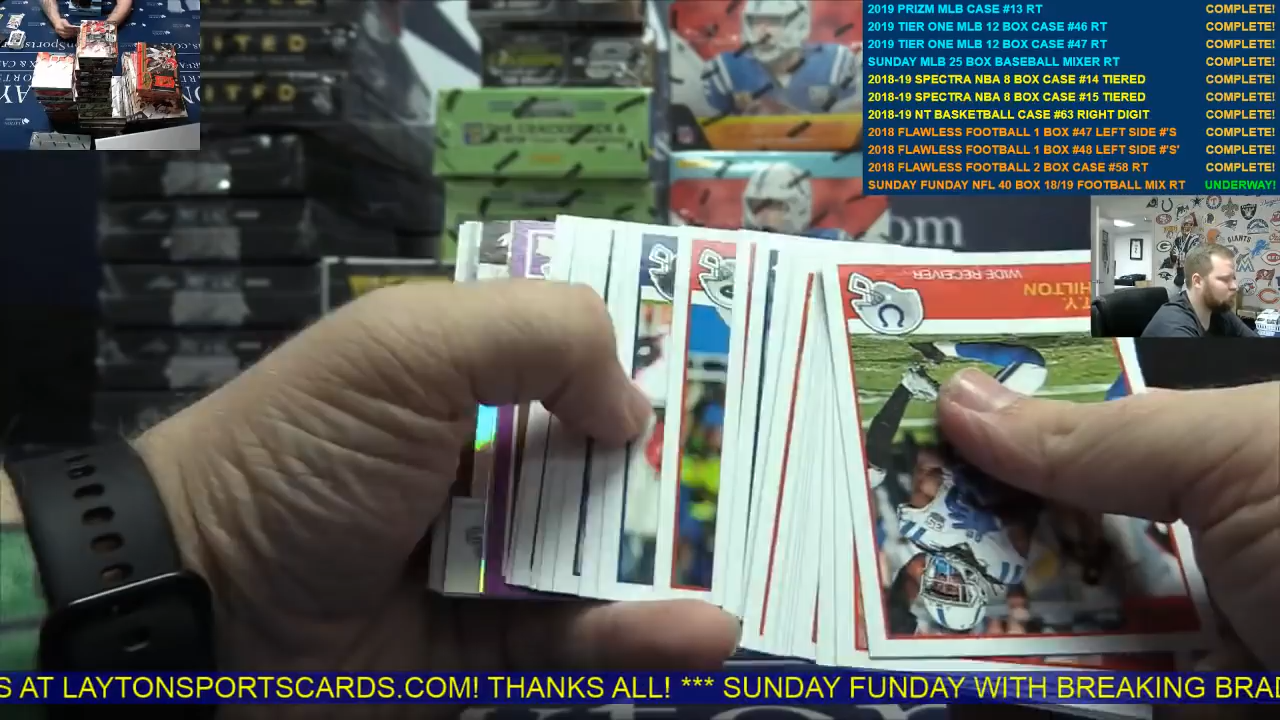 2019 PRIZM MLB CASE #13 RT COMPLETE!
2019 TIER ONE MLB 12 BOX CASE #46 RT COMPLETE!
2019 TIER ONE MLB 12 BOX CASE #47 RT COMPLETE!
SUNDAY MLB 25 BOX BASEBALL MIXER RT COMPLETE!
2018-19 SPECTRA NBA 8 BOX CASE #14 TIERED COMPLETE!
2018-19 SPECTRA NBA 8 BOX CASE #15 TIERED COMPLETE!
2018-19 NT BASKETBALL CASE #63 RIGHT DIGIT COMPLETE!
2018 FLAWLESS FOOTBALL 1 BOX #47 LEFT SIDE #'S COMPLETE!
2018 FLAWLESS FOOTBALL 1 BOX #48 LEFT SIDE #'S' COMPLETE!
2018 FLAWLESS FOOTBALL 2 BOX CASE #58 RT COMPLETE!
SUNDAY FUNDAY NFL 40 BOX 18/19 FOOTBALL MIX RT UNDERWAY!
om
WIDE RECEIVER
T.Y.
HILTON
GIANTS
S AT LAYTONSPORTSCARDS.COM! THANKS ALL! *** SUNDAY FUNDAY WITH BREAKING BRAD